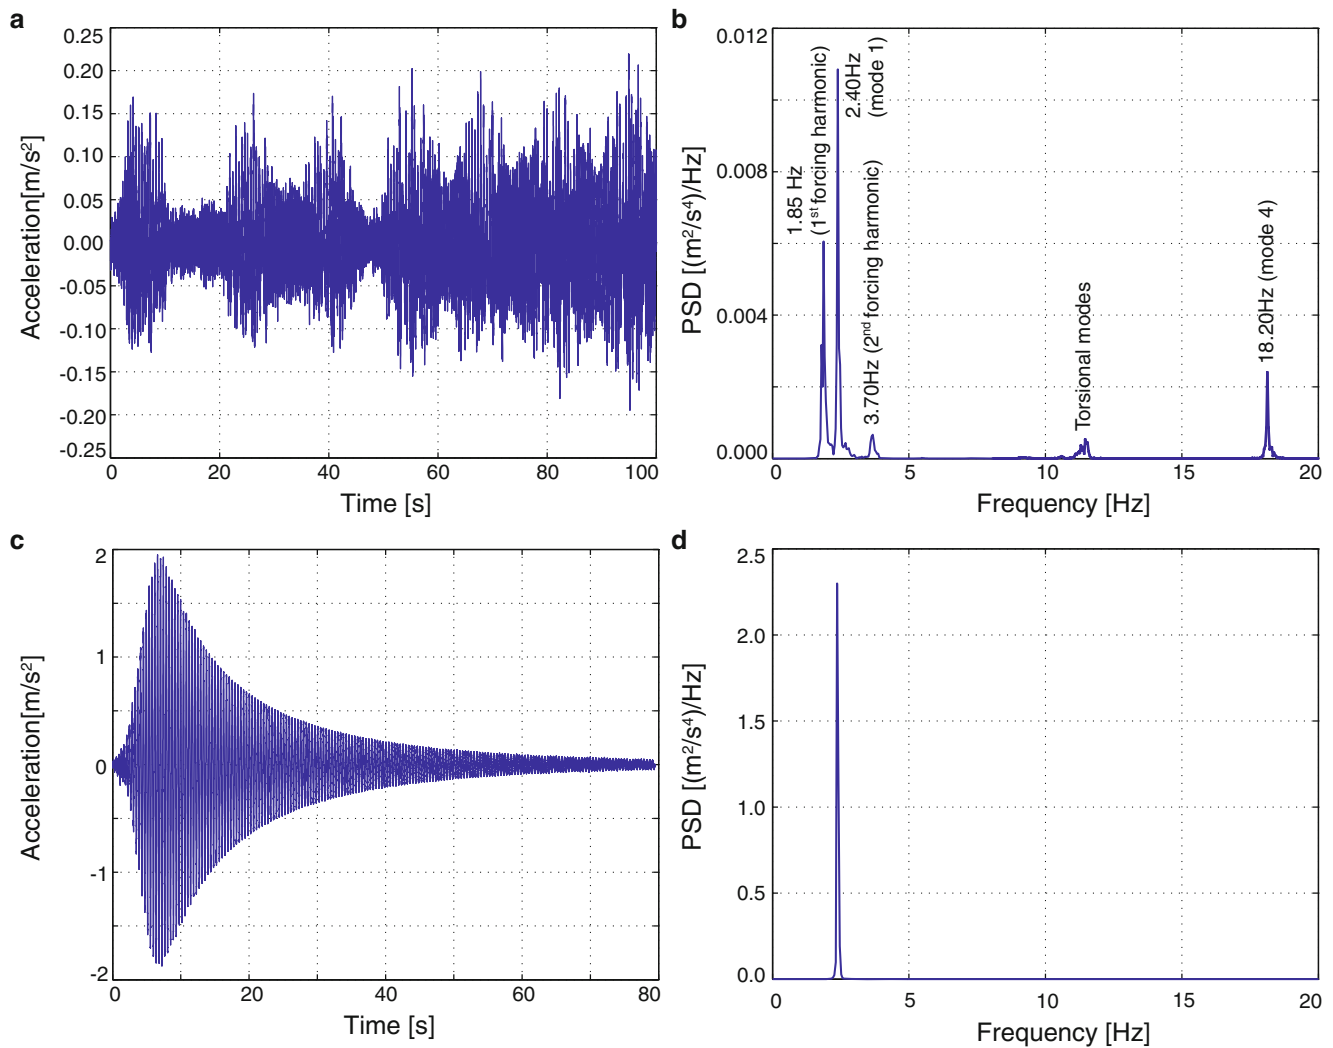 a
0.25
0.20
0.15
0.10
0.05
0.00
-0.05
-0.10
-0.15
-0.20
-0.25
Acceleration[m/s²]
0 20 40 60 80 100
Time [s]
b
0.012
0.008
0.004
0.000
PSD [(m²/s⁴)/Hz]
1.85 Hz
(1st forcing harmonic)
2.40Hz
(mode 1)
3.70Hz (2nd forcing harmonic)
Torsional modes
18.20Hz (mode 4)
0 5 10 15 20
Frequency [Hz]
c
2
1
0
-1
-2
Acceleration[m/s²]
0 20 40 60 80
Time [s]
d
2.5
2.0
1.5
1.0
0.5
0.0
PSD [(m²/s⁴)/Hz]
0 5 10 15 20
Frequency [Hz]